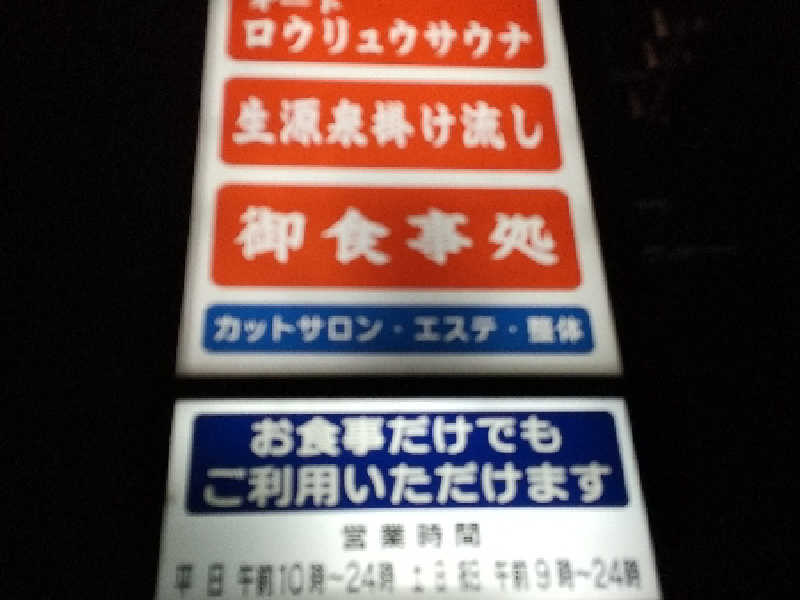 オート
ロウリュウサウナ
生源泉掛け流し
御食事処
カットサロン・エステ・整体
お食事だけでも
ご利用いただけます
営業時間
平日 午前10時～24時 土日祝 午前9時～24時